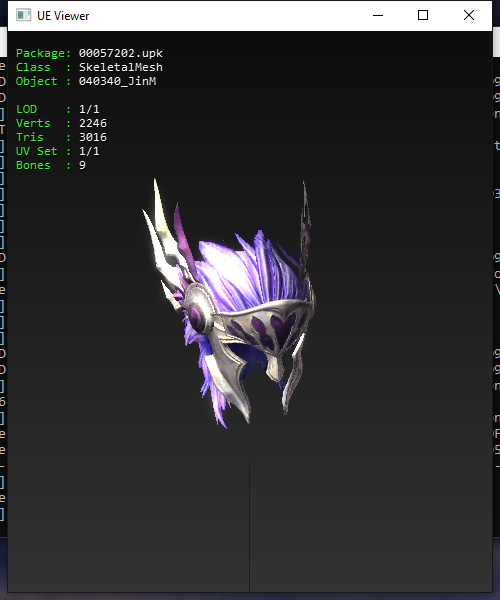 UE Viewer
Package: 00057202.upk
Class : SkeletalMesh
Object : 040340_JinM
LOD : 1/1
Verts : 2246
Tris : 3016
UV Set : 1/1
Bones : 9